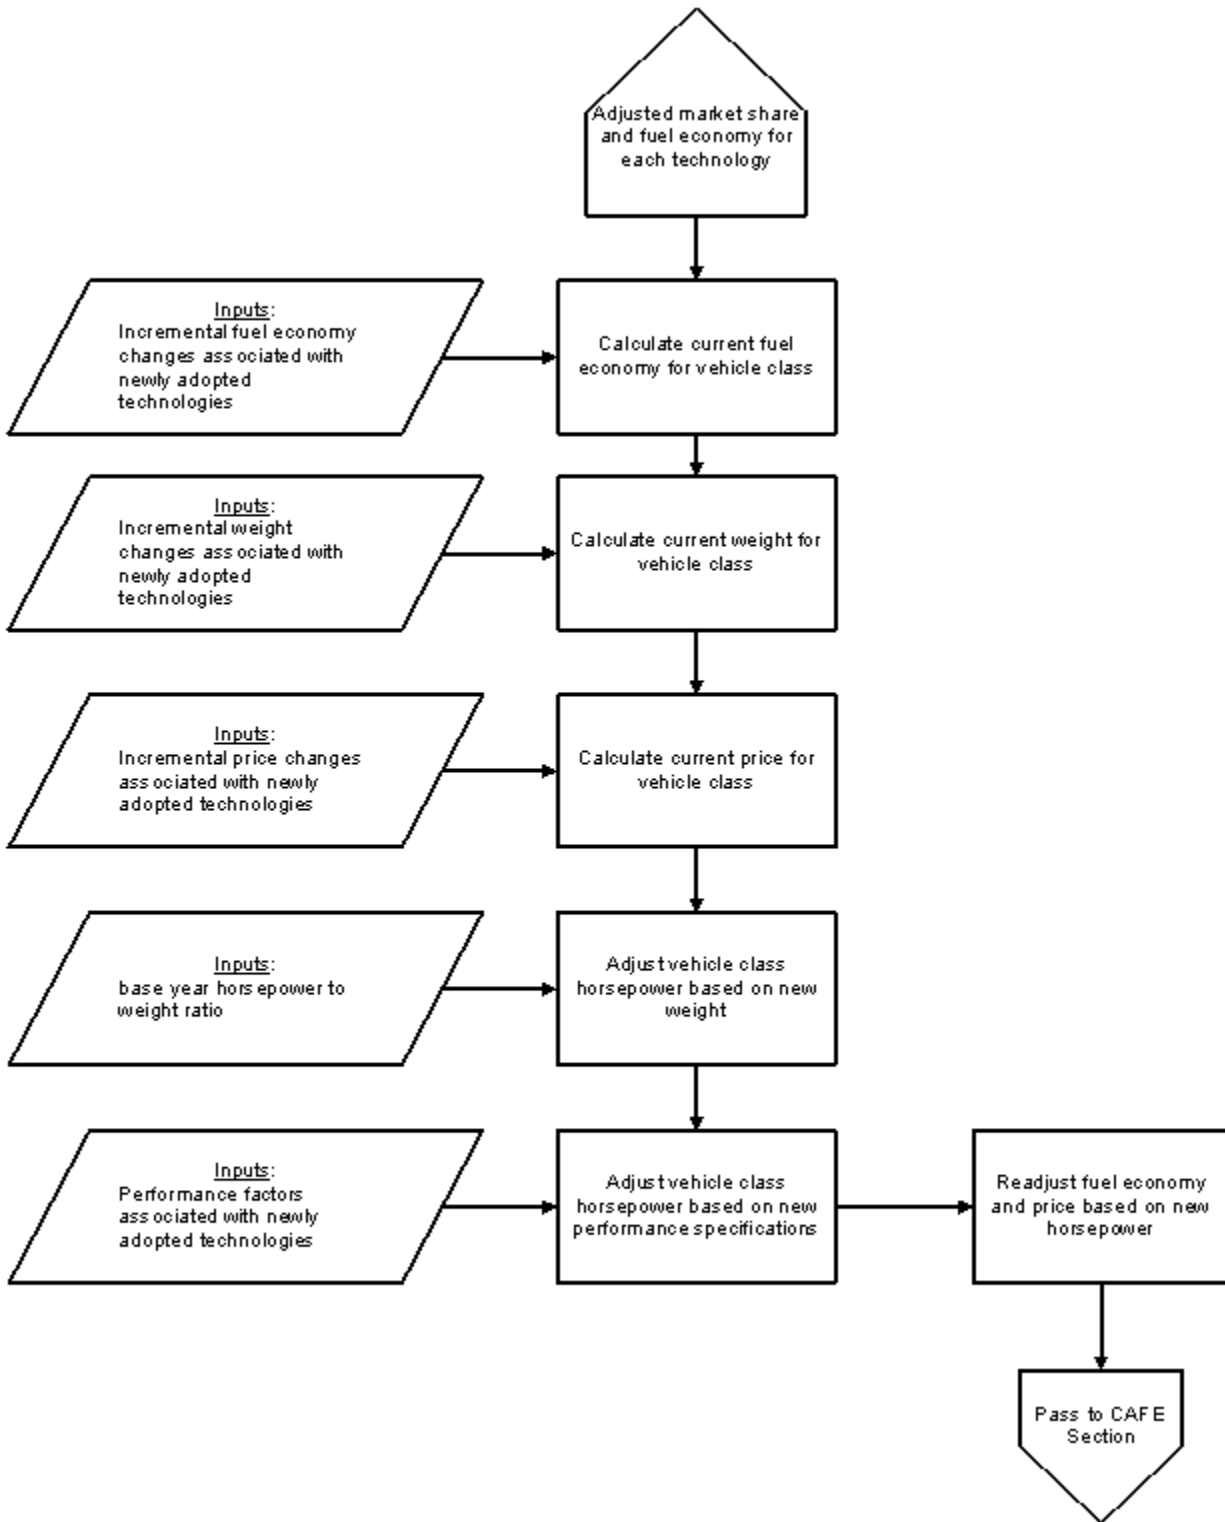 Adjusted market share
and fuel economy for
each technology
Inputs:
Incremental fuel economy
changes associated with
newly adopted
technologies
Calculate current fuel
economy for vehicle class
Inputs:
Incremental weight
changes associated with
newly adopted
technologies
Calculate current weight for
vehicle class
Inputs:
Incremental price changes
associated with newly
adopted technologies
Calculate current price for
vehicle class
Inputs:
base year horsepower to
weight ratio
Adjust vehicle class
horsepower based on new
weight
Inputs:
Performance factors
associated with newly
adopted technologies
Adjust vehicle class
horsepower based on new
performance specifications
Readjust fuel economy
and price based on new
horsepower
Pass to CAFE
Section